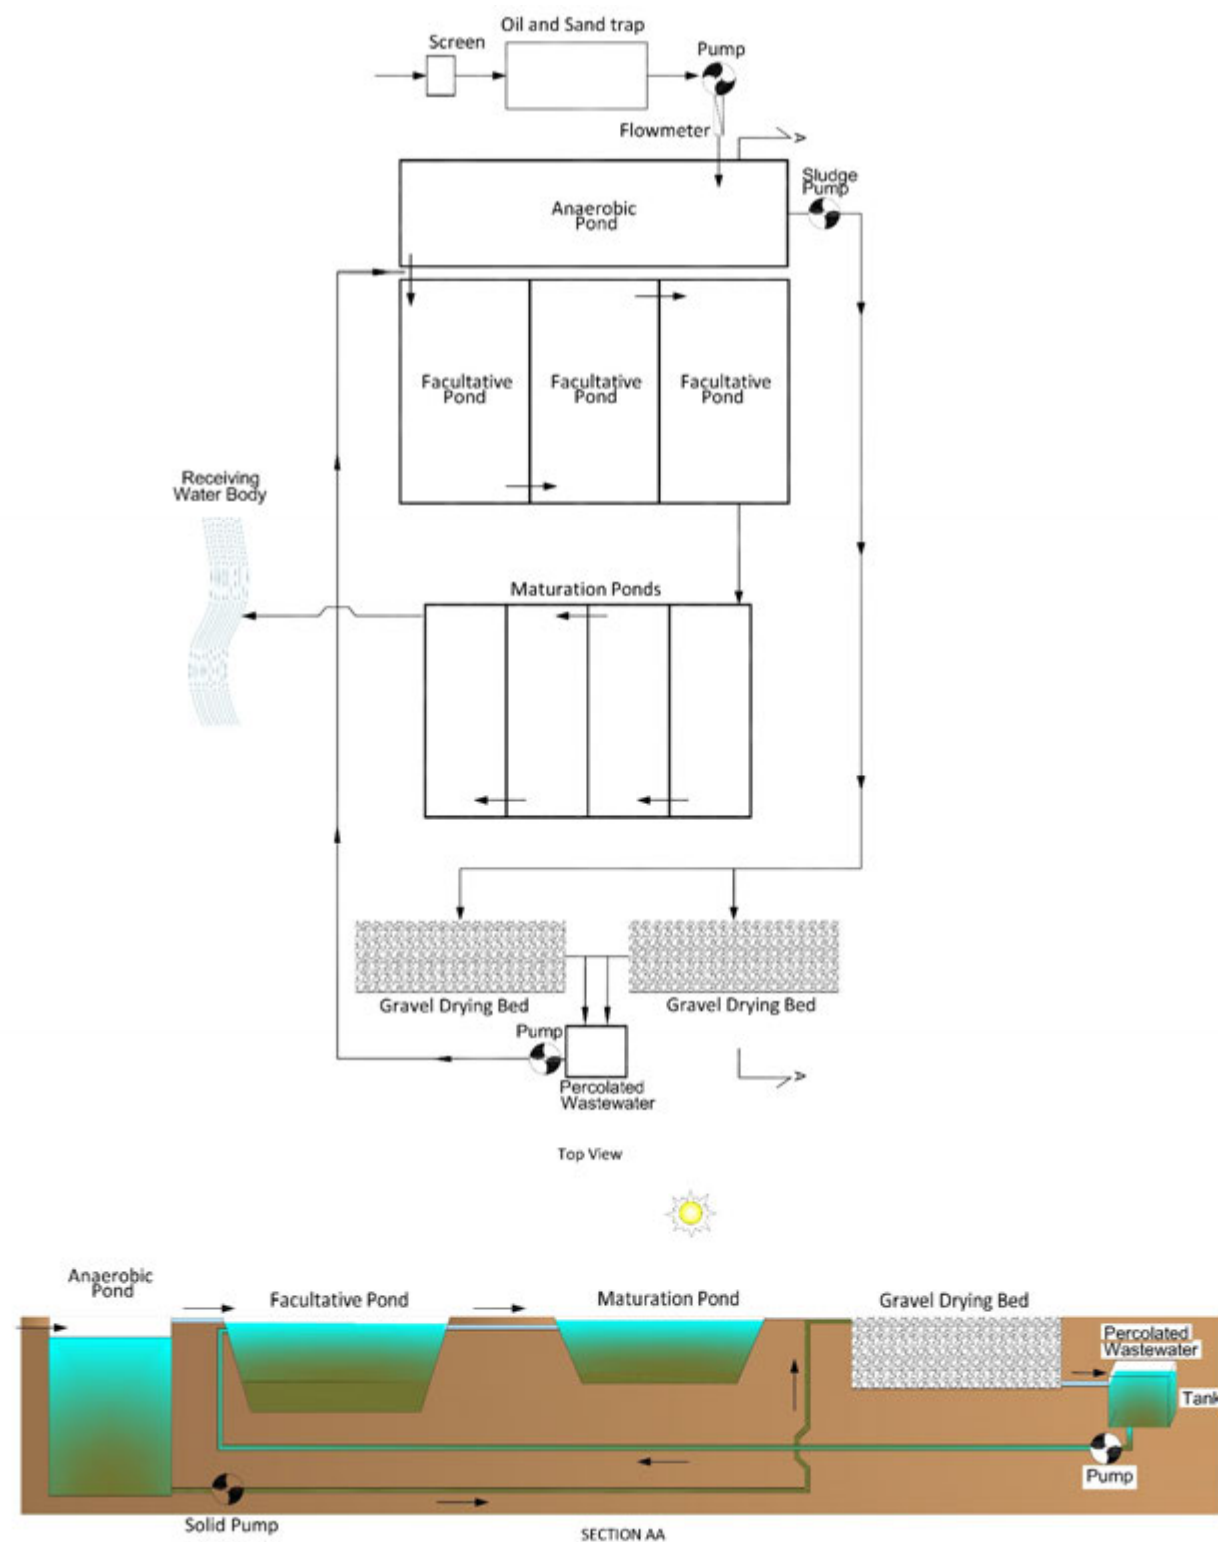 Oil and Sand trap
Screen
Pump
Flowmeter
A
Sludge
Pump
Anaerobic
Pond
Facultative
Pond
Facultative
Pond
Facultative
Pond
Receiving
Water Body
Maturation Ponds
Gravel Drying Bed
Gravel Drying Bed
Pump
Percolated
Wastewater
A
Top View
Anaerobic
Pond
Facultative Pond
Maturation Pond
Gravel Drying Bed
Percolated
Wastewater
Tank
Pump
Solid Pump
SECTION AA